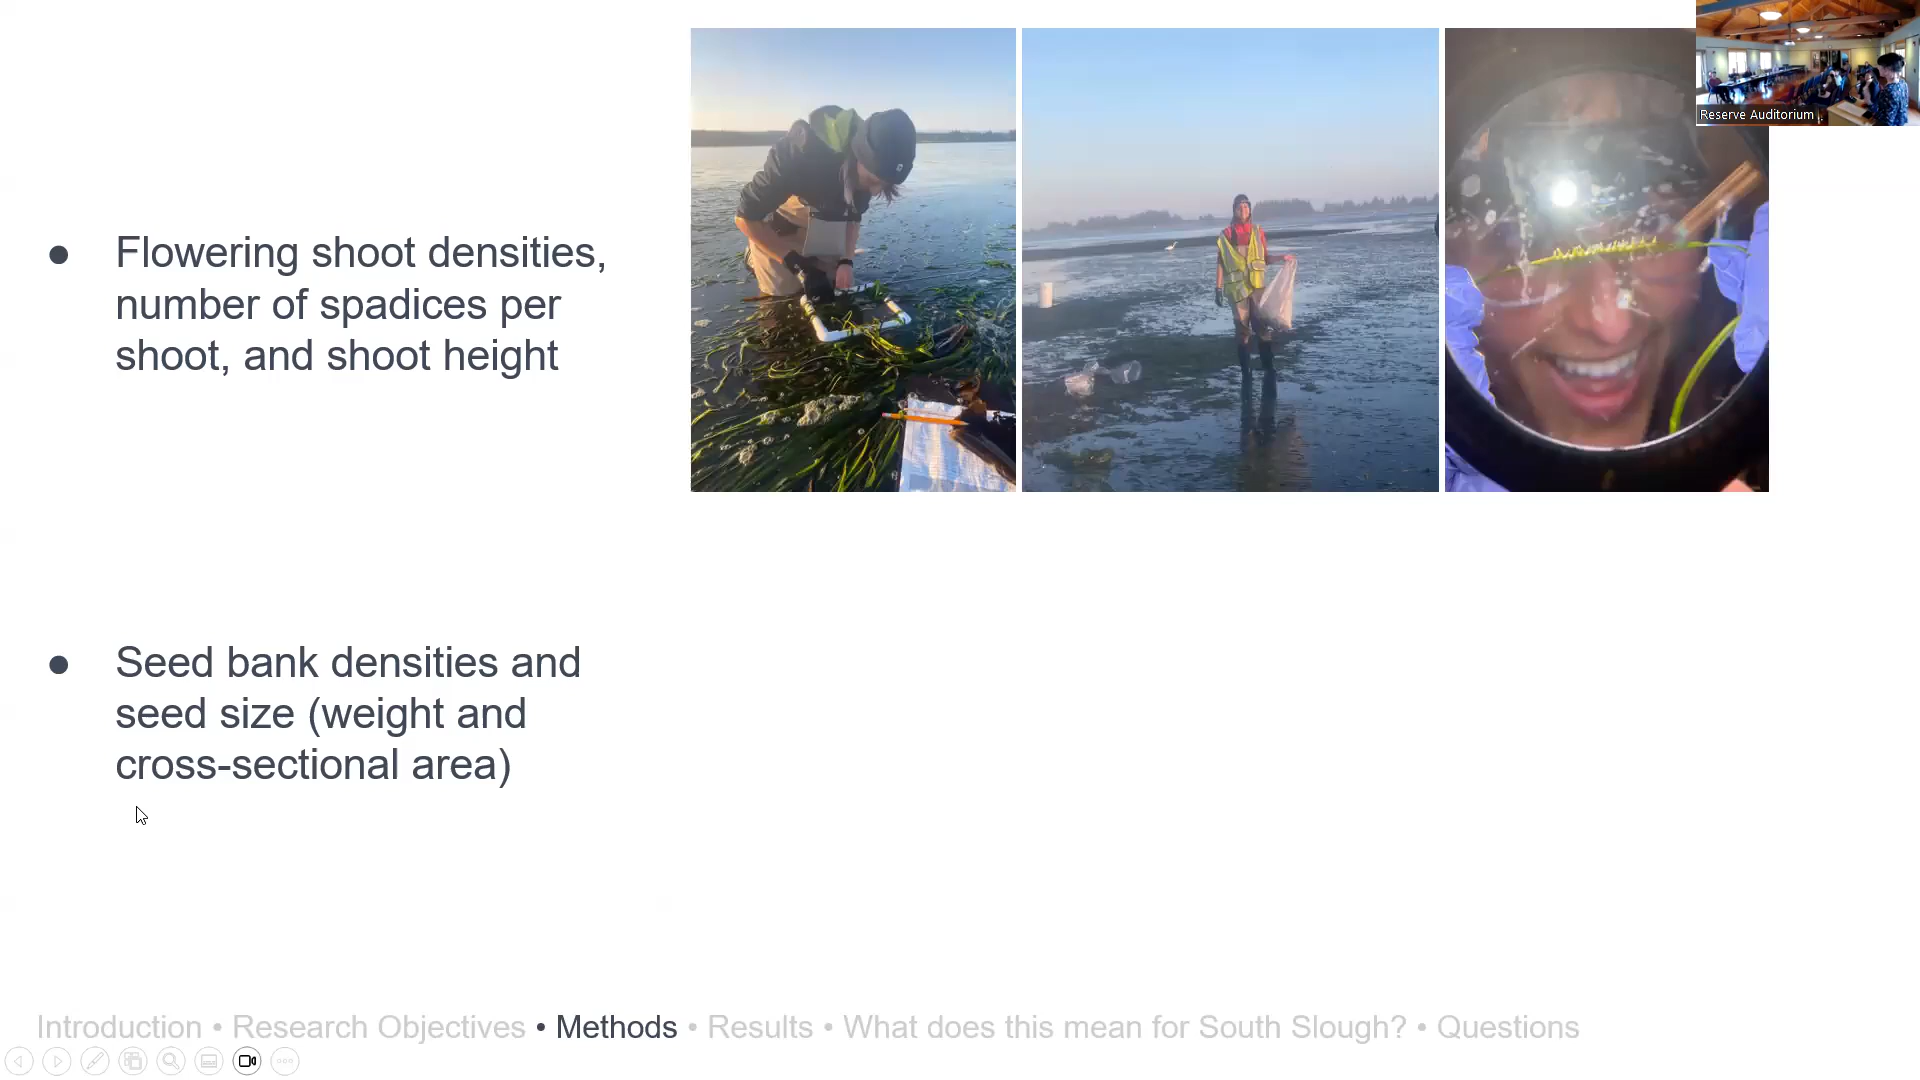 Reserve Auditorium
● Flowering shoot densities,
number of spadices per
shoot, and shoot height
● Seed bank densities and
seed size (weight and
cross-sectional area)
Introduction • Research Objectives • Methods • Results • What does this mean for South Slough? • Questions